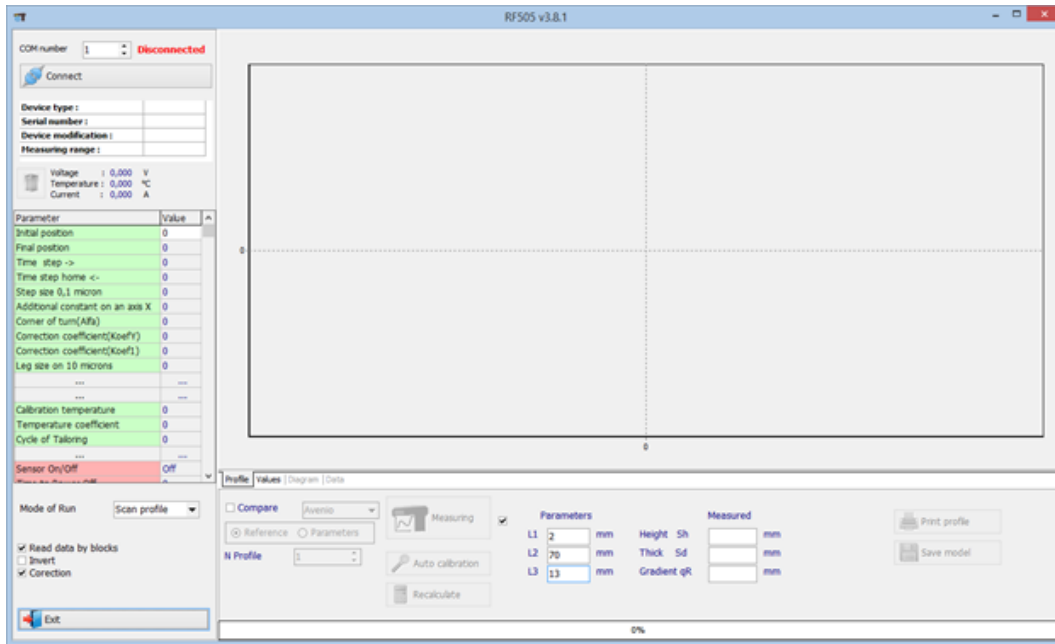 RF505 v3.8.1
COM number 1 Disconnected
Connect
Device type :
Serial number :
Device modification :
Measuring range :
Voltage : 0,000 V
Temperature : 0,000 °C
Current : 0,000 A
Parameter Value
Initial position 0
Final position 0
Time step -> 0
Time step home <- 0
Step size 0,1 micron 0
Additional constant on an axis X 0
Corner of turn(Alfa) 0
Correction coefficient(KoefY) 0
Correction coefficient(Koef1) 0
Leg size on 10 microns 0
... ...
... ...
Calibration temperature 0
Temperature coefficient 0
Cycle of Tailoring 0
... ...
Sensor On/Off Off
Mode of Run Scan profile
Read data by blocks
Invert
Corection
Exit
0
0
Profile Values Diagram Data
Compare Avenio
Reference Parameters
N Profile 1
Measuring
Auto calibration
Recalculate
Parameters Measured
L1 2 mm Height Sh mm
L2 70 mm Thick Sd mm
L3 13 mm Gradient qR mm
Print profile
Save model
0%